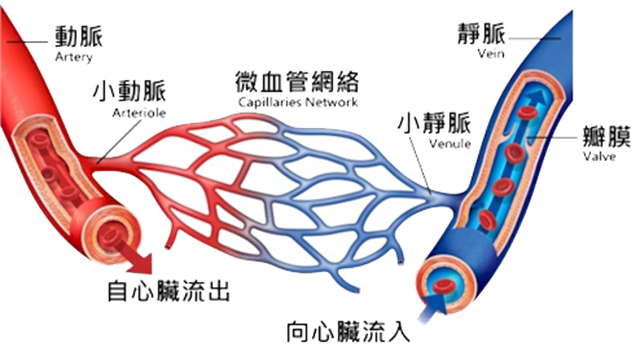 動脈
Artery
小動脈
Arteriole
微血管網絡
Capillaries Network
靜脈
Vein
小靜脈
Venule
瓣膜
Valve
自心臟流出
向心臟流入